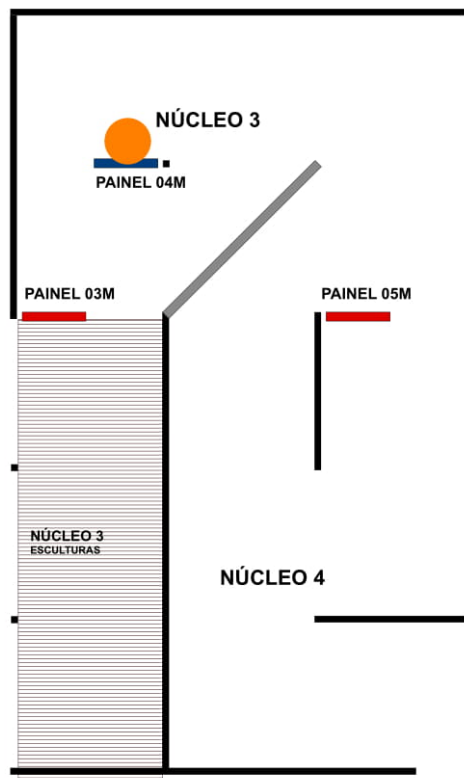 NÚCLEO 3
PAINEL 04M
PAINEL 03M
PAINEL 05M
NÚCLEO 3
ESCULTURAS
NÚCLEO 4